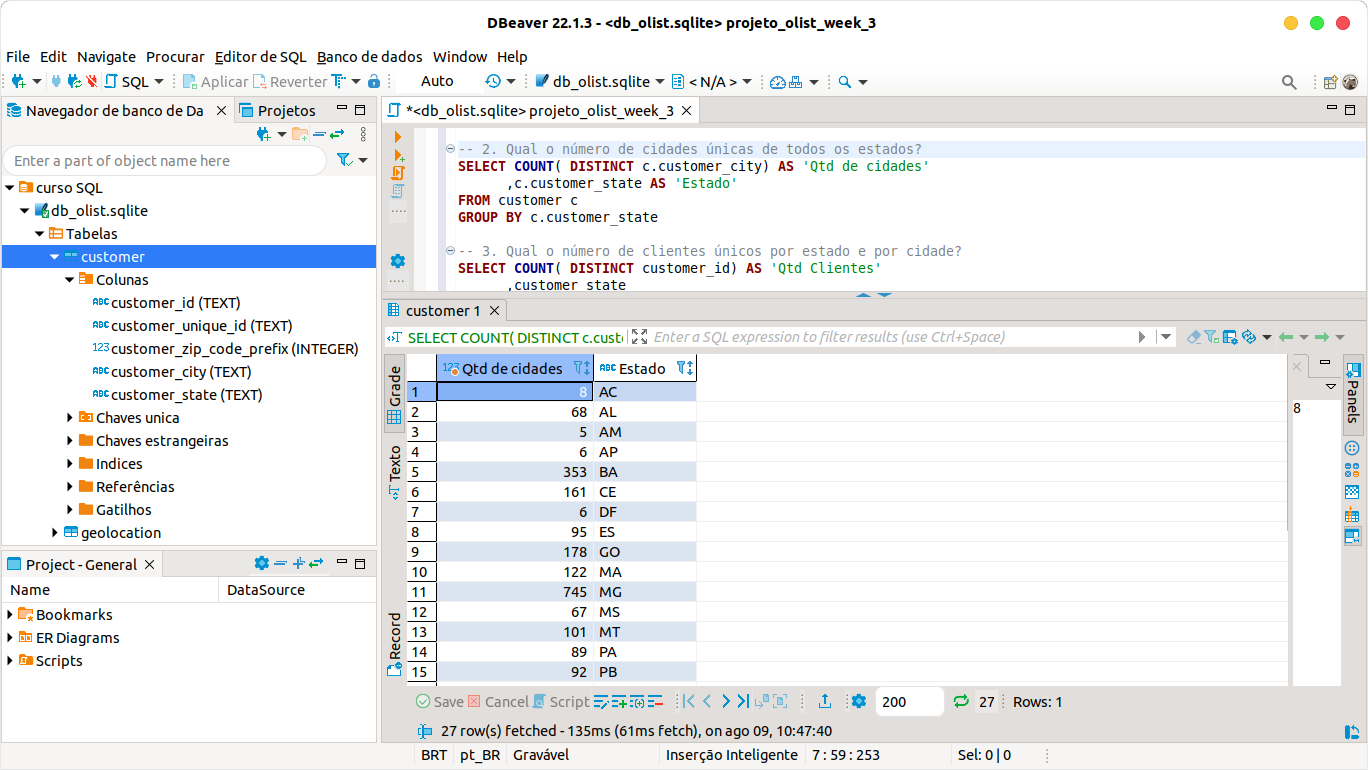 DBeaver 22.1.3 - <db_olist.sqlite> projeto_olist_week_3
File Edit Navigate Procurar Editor de SQL Banco de dados Window Help
SQL Aplicar Reverter Auto db_olist.sqlite < N/A >
Navegador de banco de Da Projetos
Enter a part of object name here
curso SQL
db_olist.sqlite
Tabelas
customer
Colunas
ABC customer_id (TEXT)
ABC customer_unique_id (TEXT)
123 customer_zip_code_prefix (INTEGER)
ABC customer_city (TEXT)
ABC customer_state (TEXT)
Chaves unica
Chaves estrangeiras
Indices
Referências
Gatilhos
geolocation
Project - General
Name DataSource
Bookmarks
ER Diagrams
Scripts
*<db_olist.sqlite> projeto_olist_week_3
-- 2. Qual o número de cidades únicas de todos os estados?
SELECT COUNT( DISTINCT c.customer_city) AS 'Qtd de cidades'
,c.customer_state AS 'Estado'
FROM customer c
GROUP BY c.customer_state
-- 3. Qual o número de clientes únicos por estado e por cidade?
SELECT COUNT( DISTINCT customer_id) AS 'Qtd Clientes'
,customer_state
customer 1
SELECT COUNT( DISTINCT c.custo Enter a SQL expression to filter results (use Ctrl+Space)
Grade
Texto
Record
123 Qtd de cidades ABC Estado
1 8 AC
2 68 AL
3 5 AM
4 6 AP
5 353 BA
6 161 CE
7 6 DF
8 95 ES
9 178 GO
10 122 MA
11 745 MG
12 67 MS
13 101 MT
14 89 PA
15 92 PB
8
Panels
Save Cancel Script 200 27 Rows: 1
27 row(s) fetched - 135ms (61ms fetch), on ago 09, 10:47:40
BRT pt_BR Gravável Inserção Inteligente 7 : 59 : 253 Sel: 0 | 0